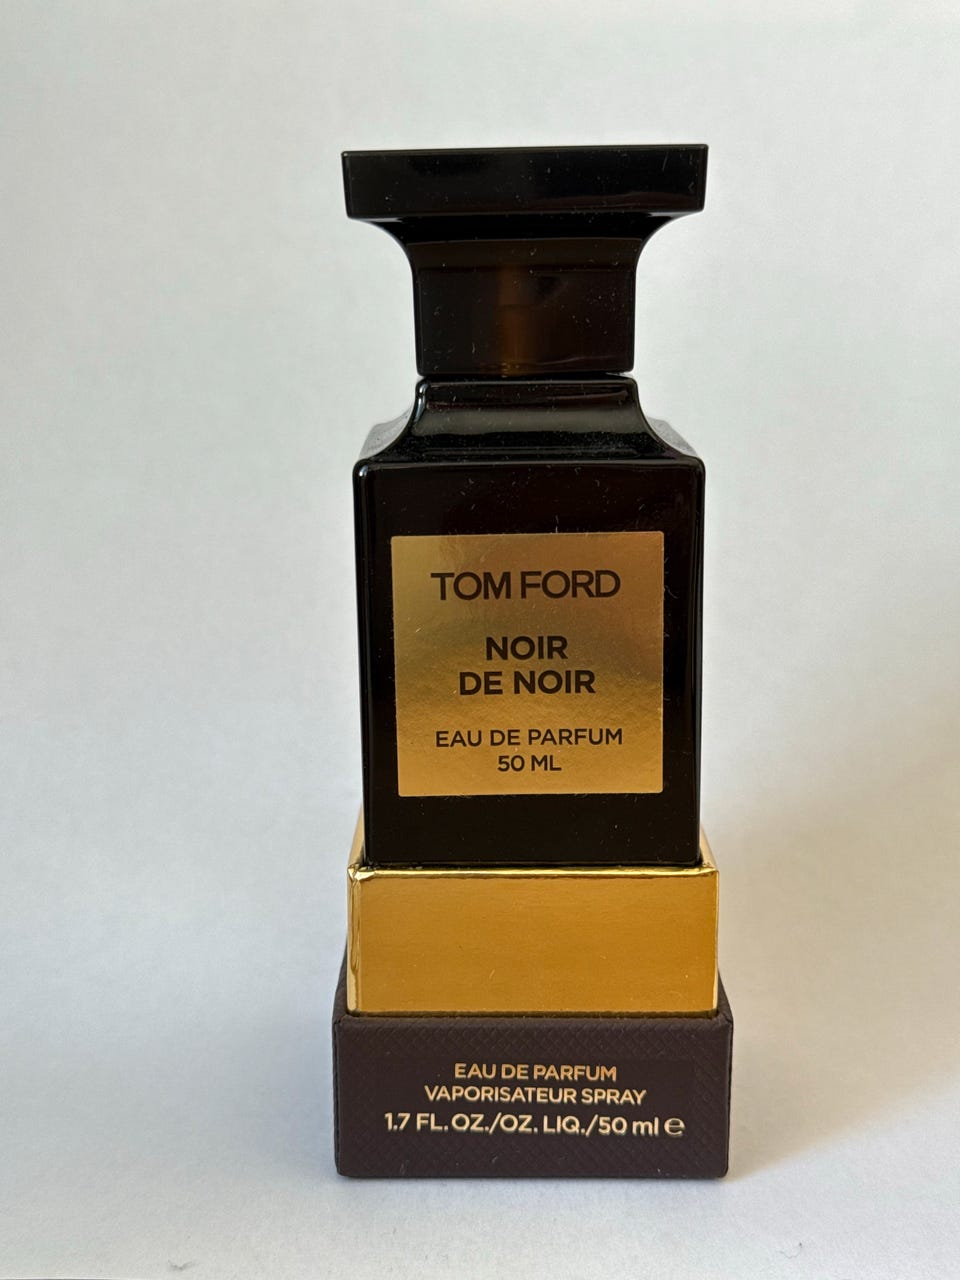 TOM FORD
NOIR
DE NOIR
EAU DE PARFUM
50 ML
EAU DE PARFUM
VAPORISATEUR SPRAY
1.7 FL. OZ./OZ. LIQ./50 ml ℮